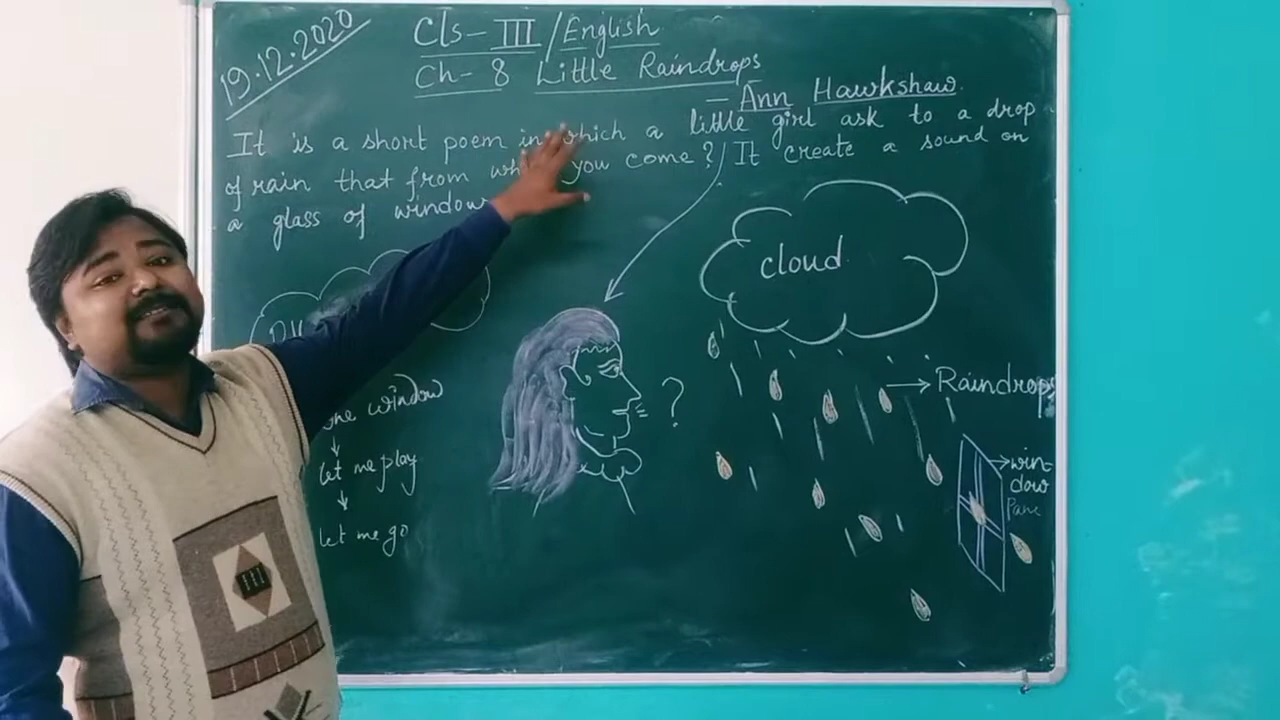 19.12.2020
Cls- III / English
Ch- 8 Little Raindrops
- Ann Hawkshaw.
It is a short poem in which a little girl ask to a drop
of rain that from you come? It create a sound on
a glass of window
cloud
Raindrops
window
let me play
let me go
?
win-
dow
Pane